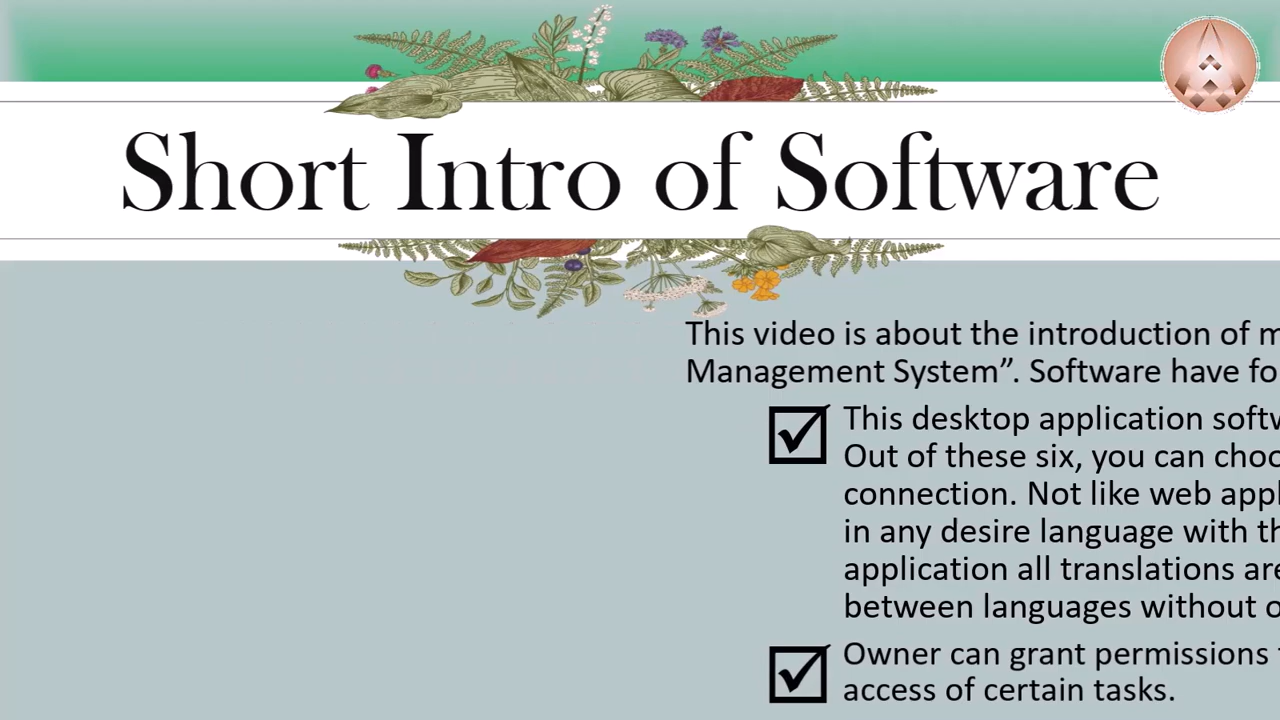 Short Intro of Software
This video is about the introduction of
Management System”. Software have
This desktop application
Out of these six, you can
connection. Not like web
in any desire language with
application all translations
between languages without
Owner can grant permissions
access of certain tasks.